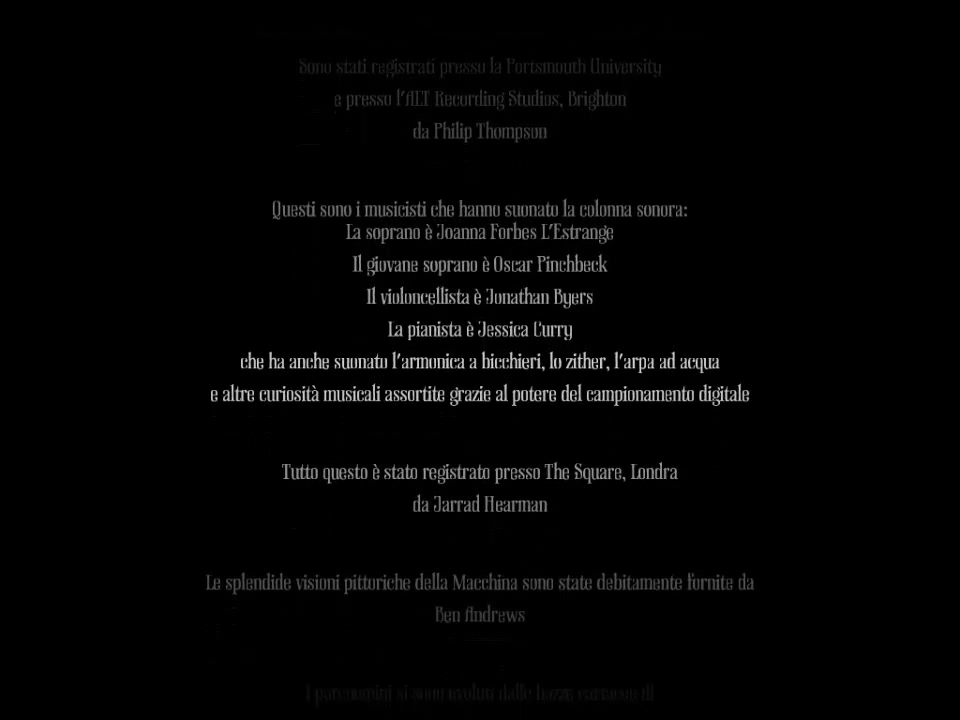 Sono stati registrati presso la Portsmouth University
e presso l'ALT Recording Studios, Brighton
da Philip Thompson
Questi sono i musicisti che hanno suonato la colonna sonora:
La soprano è Joanna Forbes L'Estrange
Il giovane soprano è Oscar Pinchbeck
Il violoncellista è Jonathan Byers
La pianista è Jessica Curry
che ha anche suonato l'armonica a bicchieri, lo zither, l'arpa ad acqua
e altre curiosità musicali assortite grazie al potere del campionamento digitale
Tutto questo è stato registrato presso The Square, Londra
da Jarrad Hearman
Le splendide visioni pittoriche della Macchina sono state debitamente fornite da
Ben Andrews
I si sono dalle di